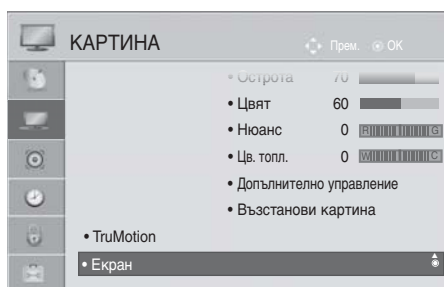 КАРТИНА
Прем. OK
• Острота 70
• Цвят 60
• Нюанс 0 R G
• Цв. топл. 0 W C
• Допълнително управление
• Възстанови картина
• TruMotion
• Екран